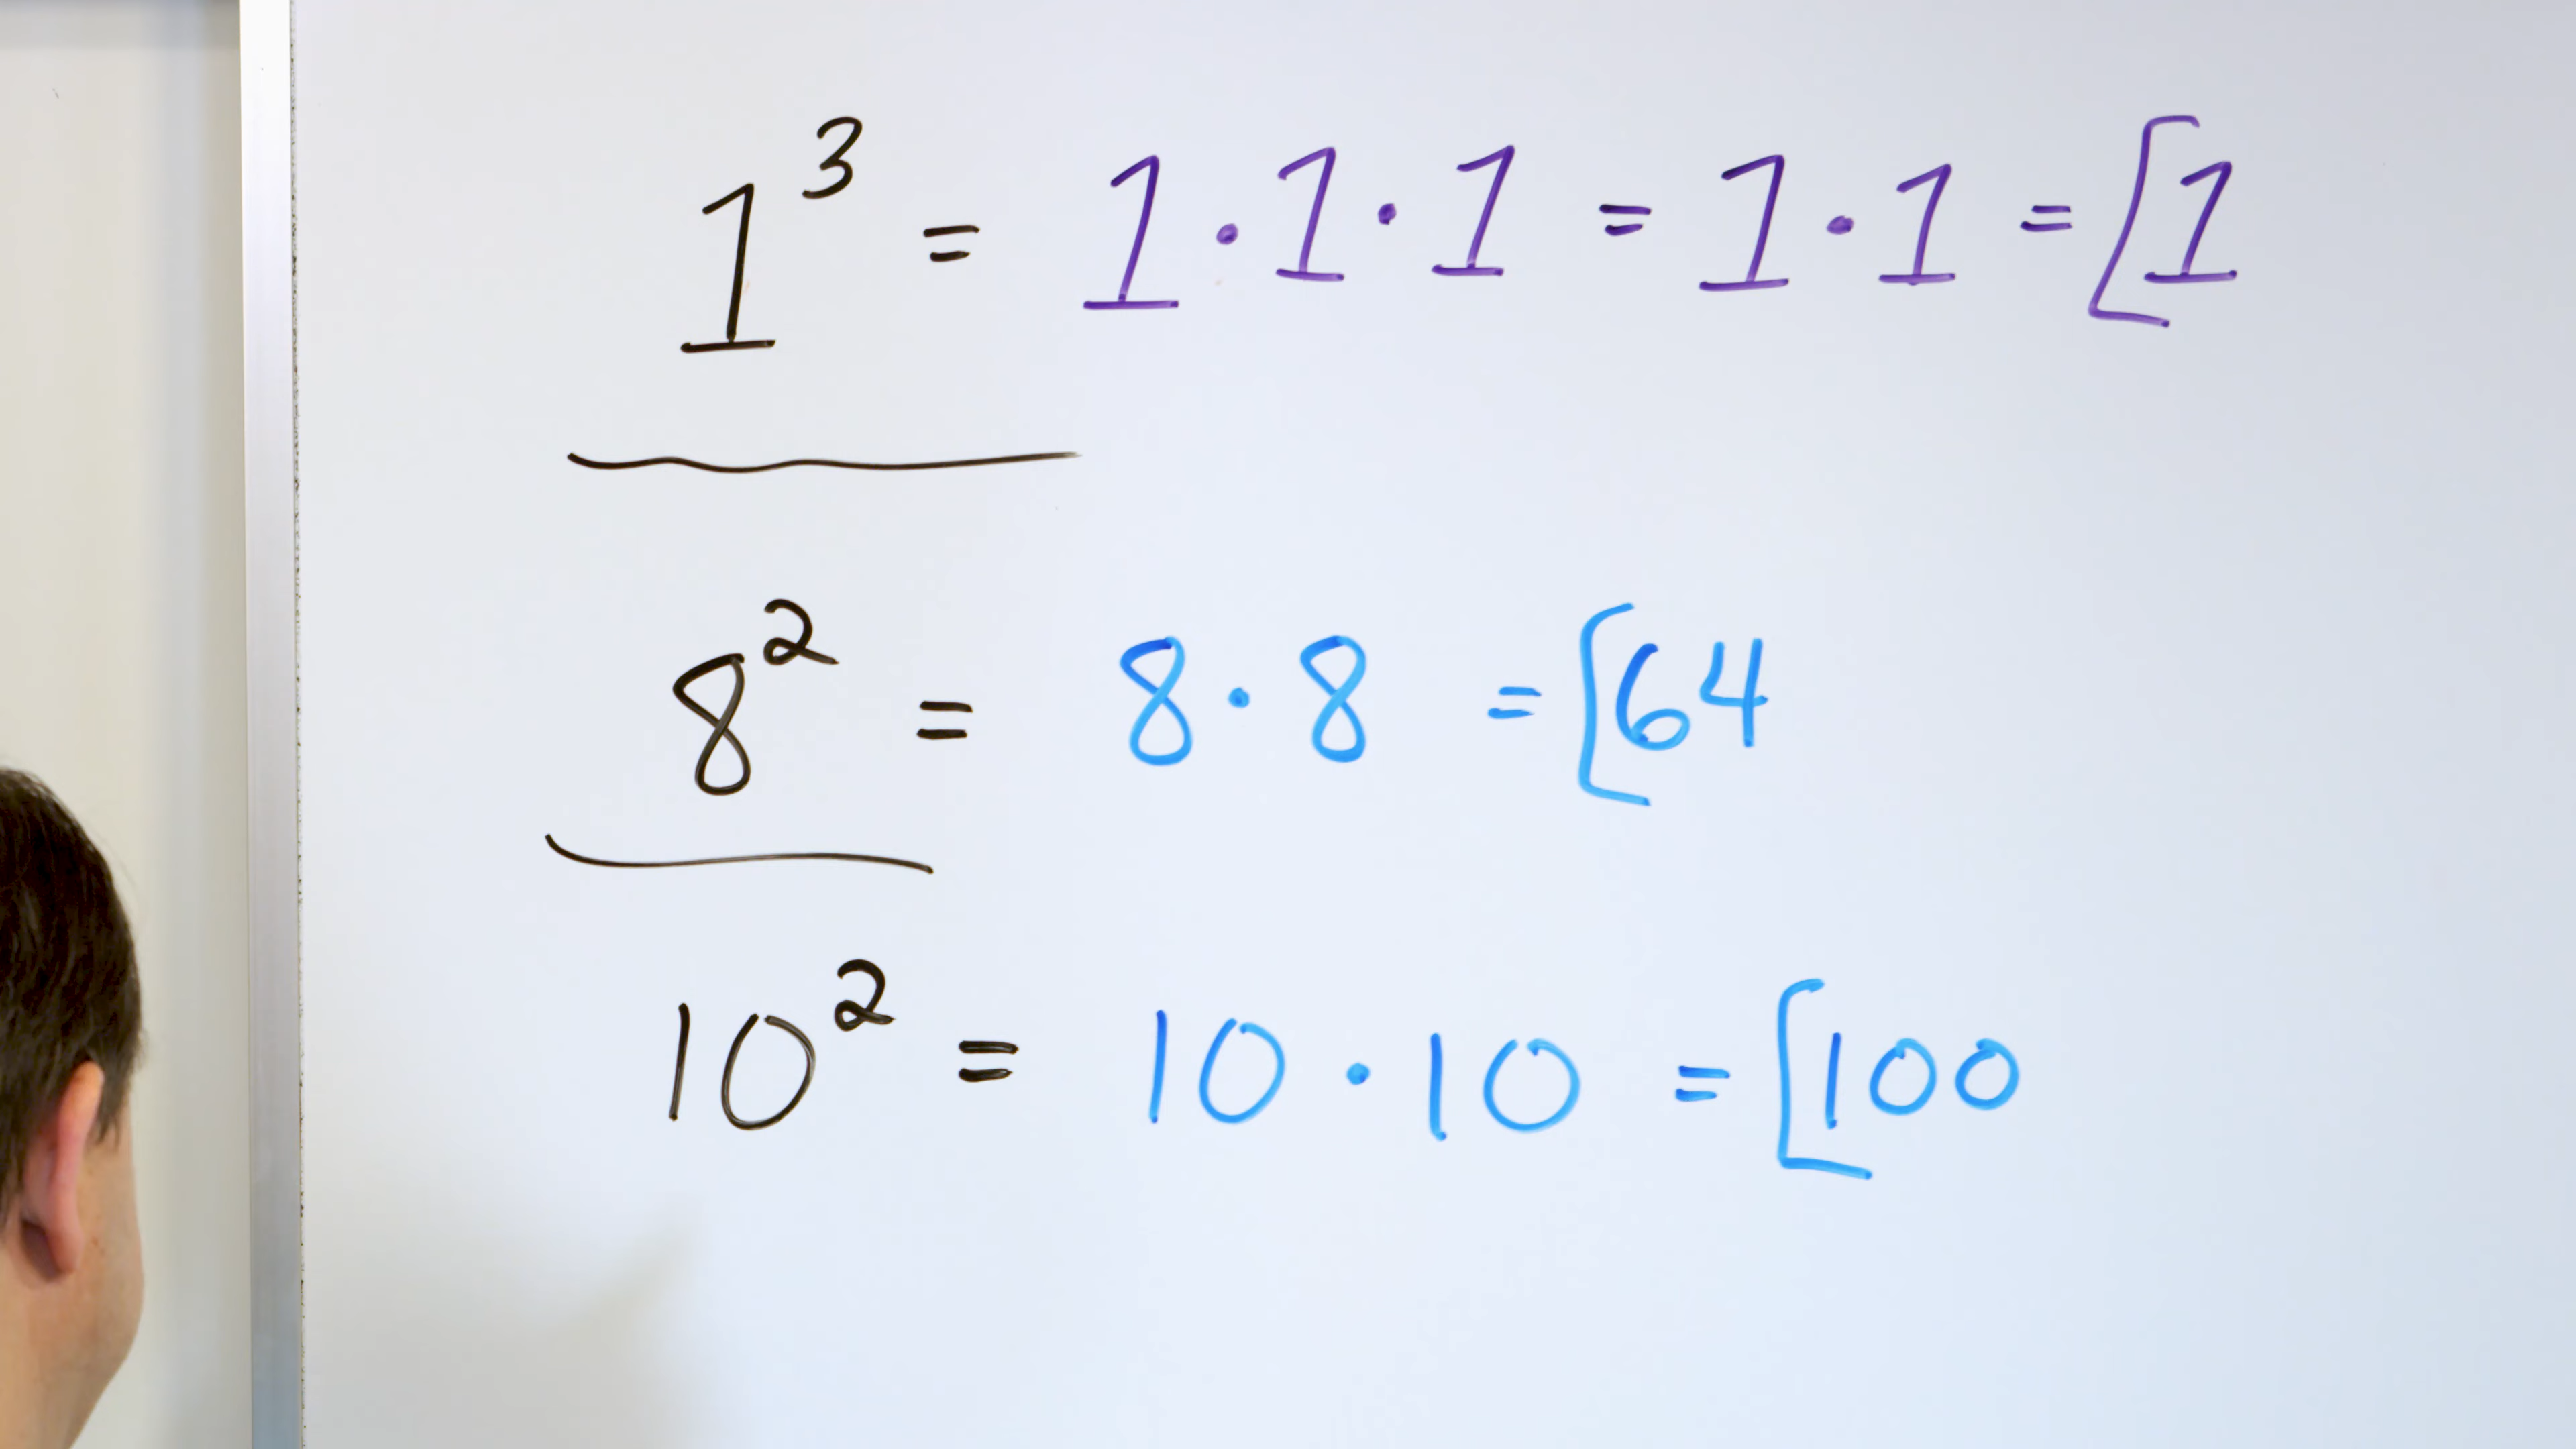 1³ = 1·1·1 = 1·1 = [1
8² = 8·8 = [64
10² = 10·10 = [100